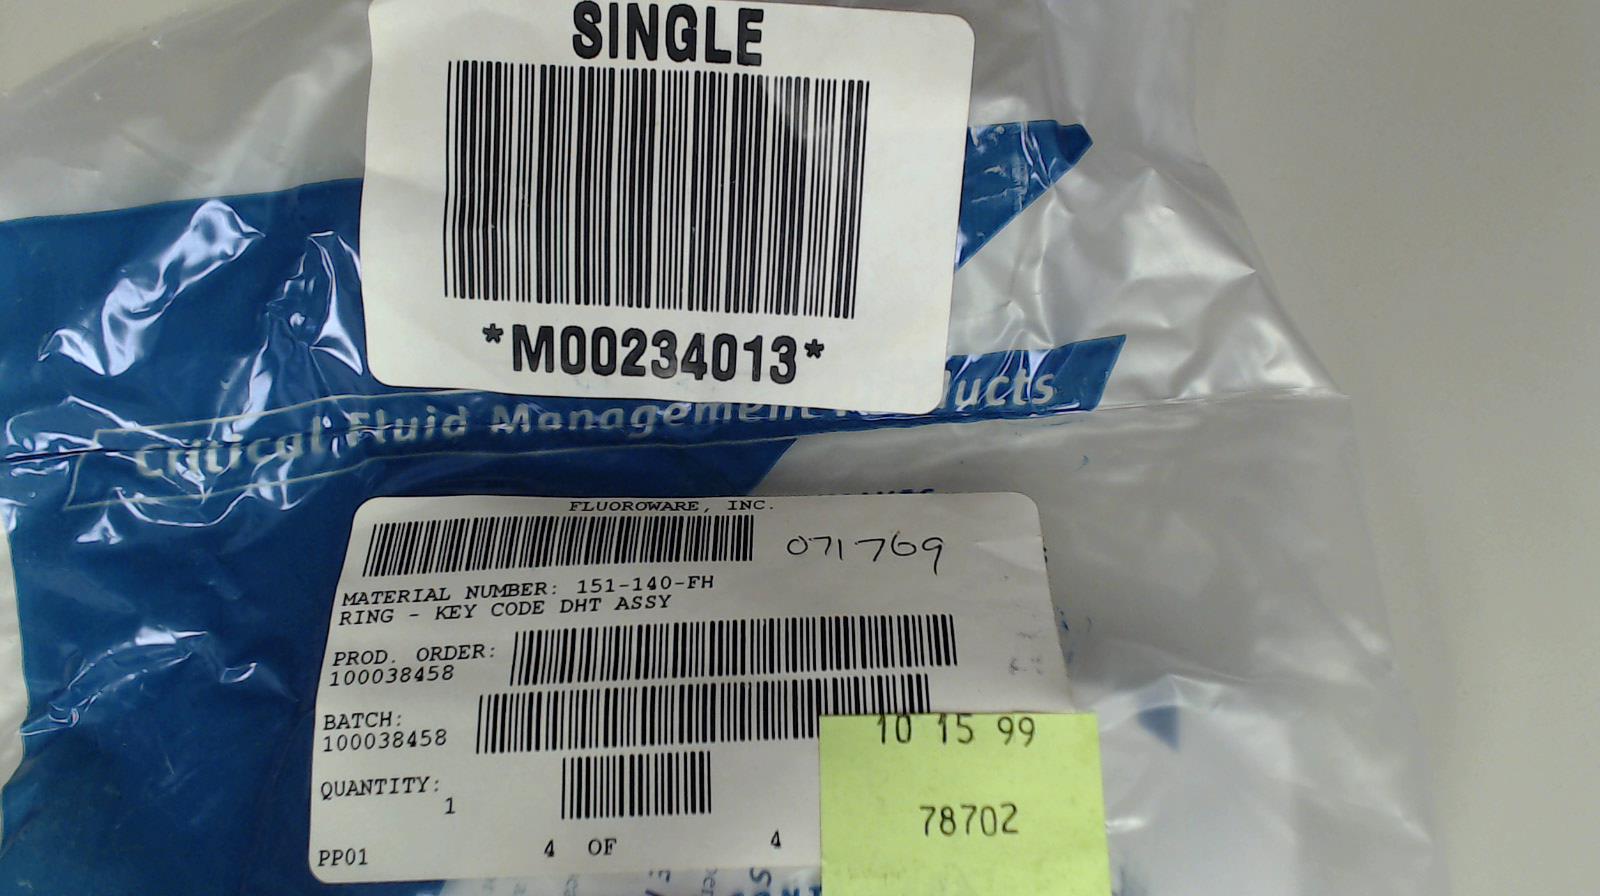 SINGLE
*M00234013*
Critical Fluid Management Products
FLUOROWARE, INC.
071769
MATERIAL NUMBER: 151-140-FH
RING - KEY CODE DHT ASSY
PROD. ORDER:
100038458
BATCH:
100038458
QUANTITY:
1
PP01 4 OF 4
10 15 99
78702